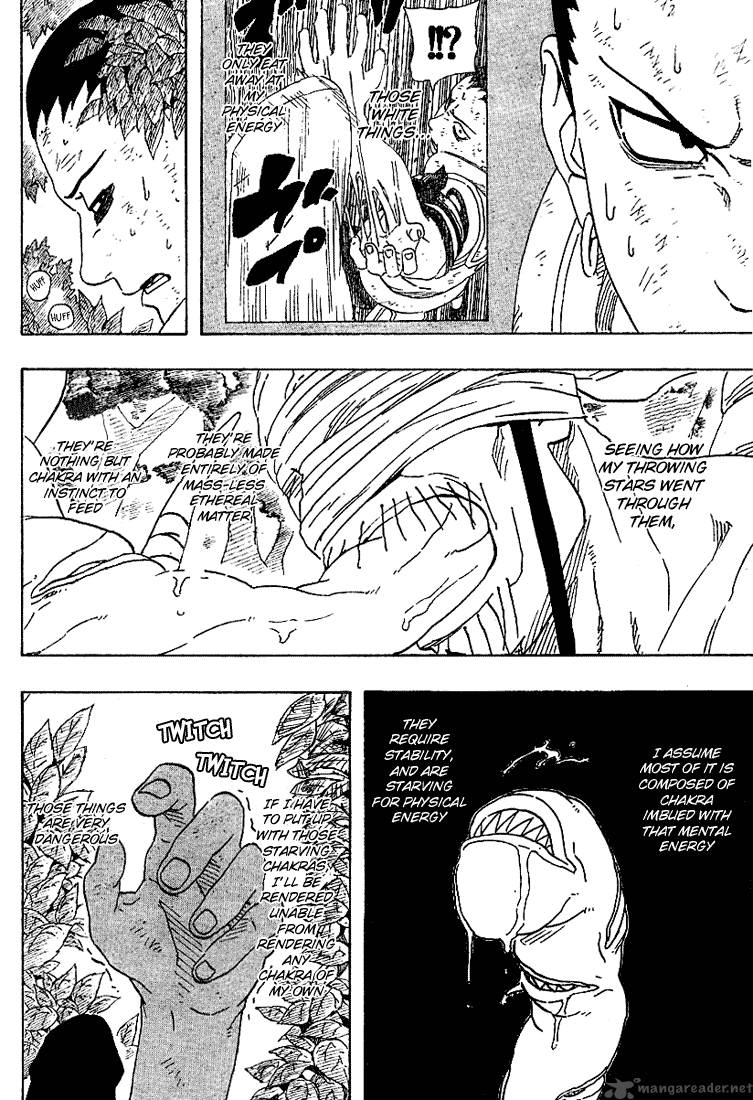 !!?
THOSE
WHITE
THINGS...
THEY
ONLY EAT
AWAY AT
MY
PHYSICAL
ENERGY
HUFF
HUFF
SEEING HOW
MY THROWING
STARS WENT
THROUGH
THEM,
THEY'RE
PROBABLY MADE
ENTIRELY OF
MASS-LESS
ETHEREAL
MATTER
THEY'RE
NOTHING BUT
CHAKRA WITH AN
INSTINCT TO
FEED
I ASSUME
MOST OF IT IS
COMPOSED OF
CHAKRA
IMBUED WITH
THAT MENTAL
ENERGY
THEY
REQUIRE
STABILITY,
AND ARE
STARVING
FOR PHYSICAL
ENERGY
TWITCH
TWITCH
IF I HAVE
TO PUT UP
WITH THOSE
STARVING
CHAKRAS,
I'LL BE
RENDERED
UNABLE
FROM
RENDERING
ANY
CHAKRA OF
MY OWN
THOSE THINGS
ARE VERY
DANGEROUS
mangareader.net